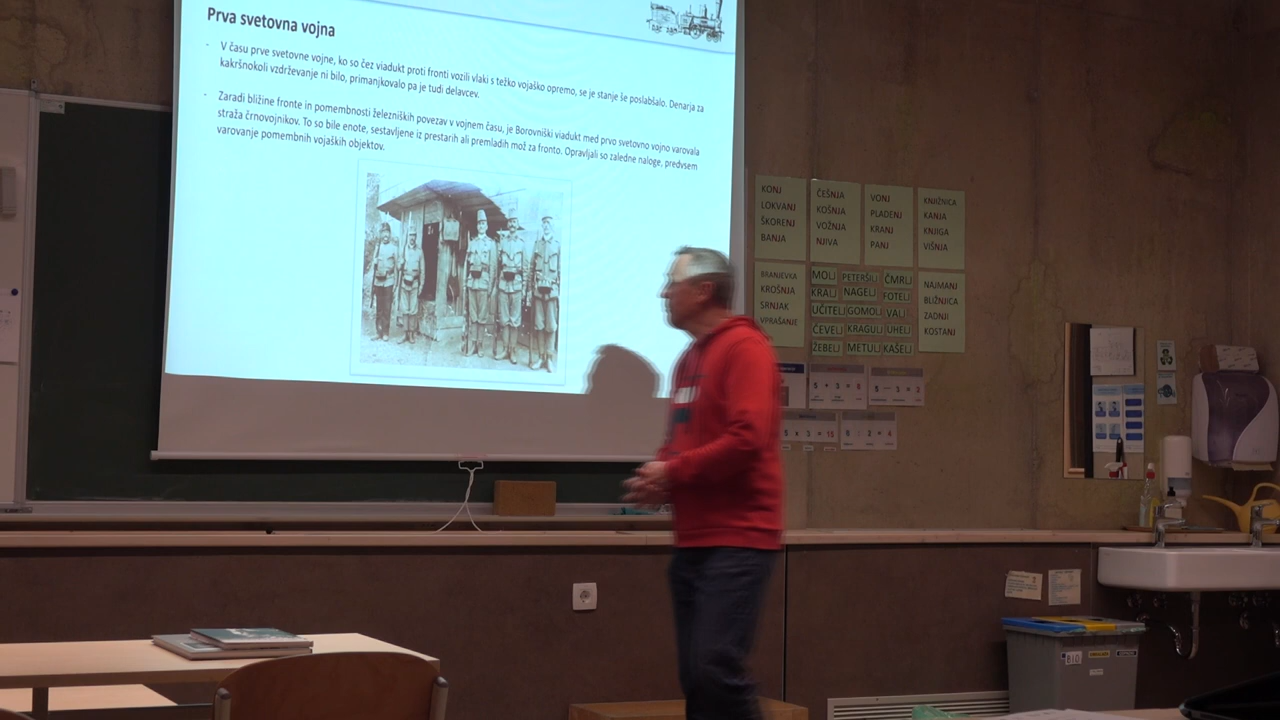 Prva svetovna vojna
- V času prve svetovne vojne, ko so čez viadukt proti fronti vozili vlaki s težko vojaško opremo, se je stanje še poslabšalo. Denarja za
kakršnokoli vzdrževanje ni bilo, primanjkovalo pa je tudi delavcev.
- Zaradi bližine fronte in pomembnosti železniških povezav v vojnem času, je Borovniški viadukt med prvo svetovno vojno varovala
straža črnovojnikov. To so bile enote, sestavljene iz prestarih ali premladih mož za fronto. Opravljali so zaledne naloge, predvsem
varovanje pomembnih vojaških objektov.
KONJ
LOKVANJ
ŠKORENJ
BANJA
ČEŠNJA
KOŠNJA
VOŽNJA
NJIVA
VONJ
PLADENJ
KRANJ
PANJ
KNJIŽNICA
KANJA
KNJIGA
VIŠNJA
BRANJEVKA
KROŠNJA
SRNJAK
VPRAŠANJE
MOLJ PETERŠILJ ČMRLJ
KRALJ NAGELJ FOTELJ
UČITELJ GOMOLJ VALJ
ČEVELJ KRAGULJ UHELJ
ŽEBELJ METULJ KAŠELJ
NAJMANJ
BLIŽNJICA
ZADNJI
KOSTANJ
5 x 3 = 15
BIO